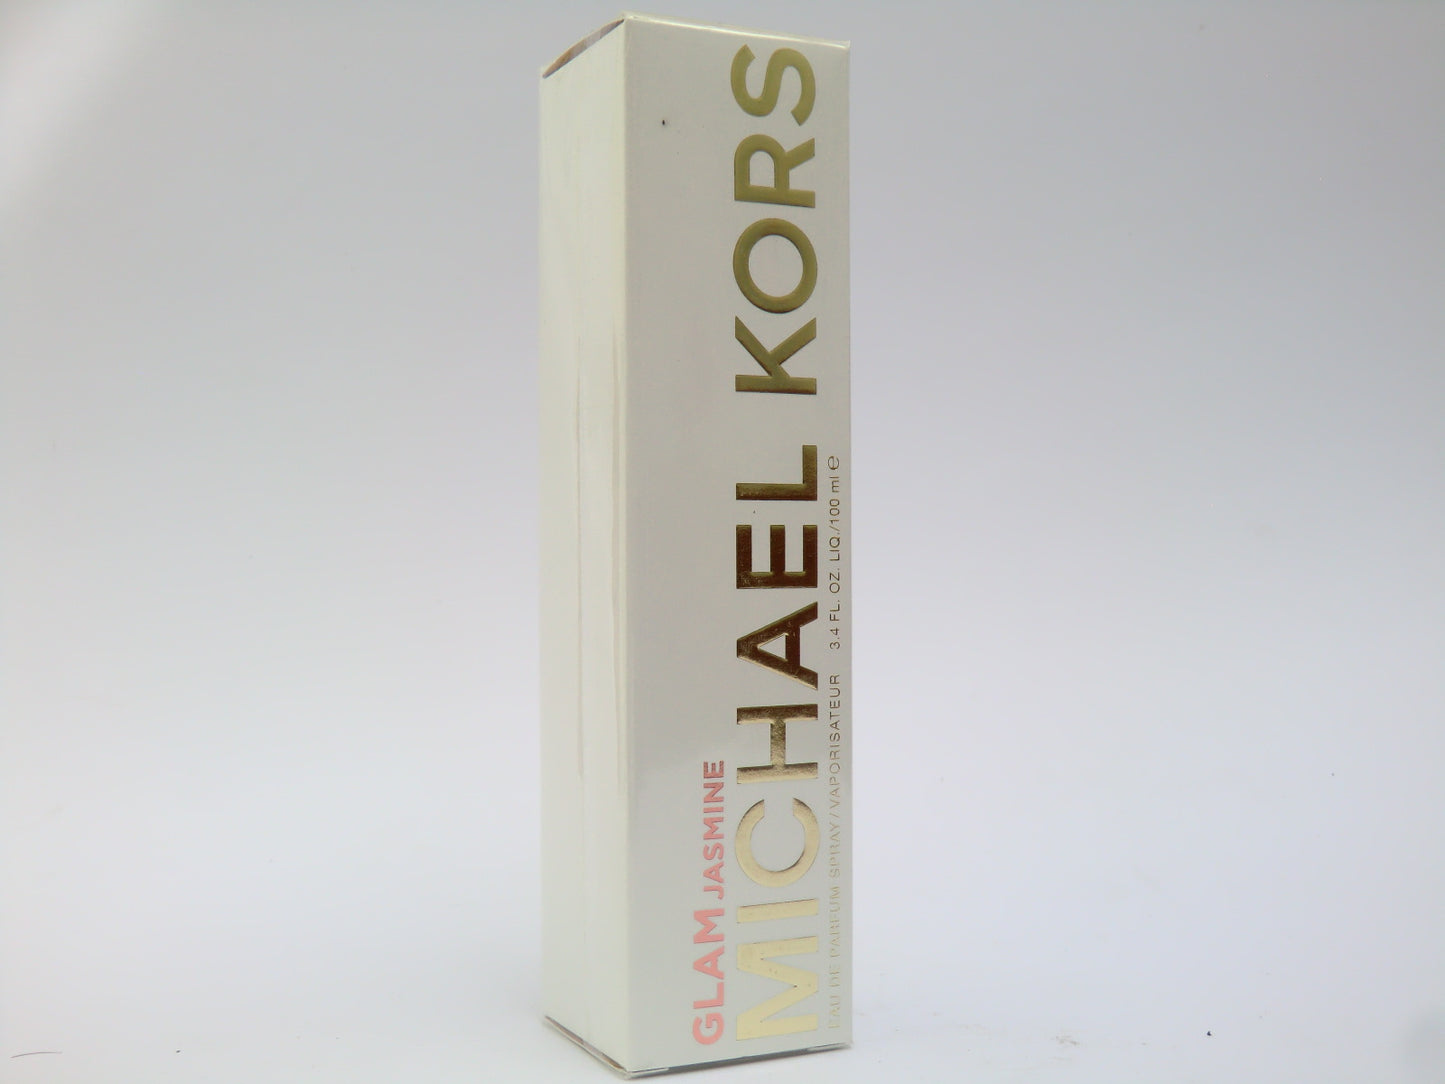 GLAM JASMINE
MICHAEL KORS
EAU DE PARFUM SPRAY/VAPORISATEUR 3.4 FL. OZ. LIQ./100 ml ℮